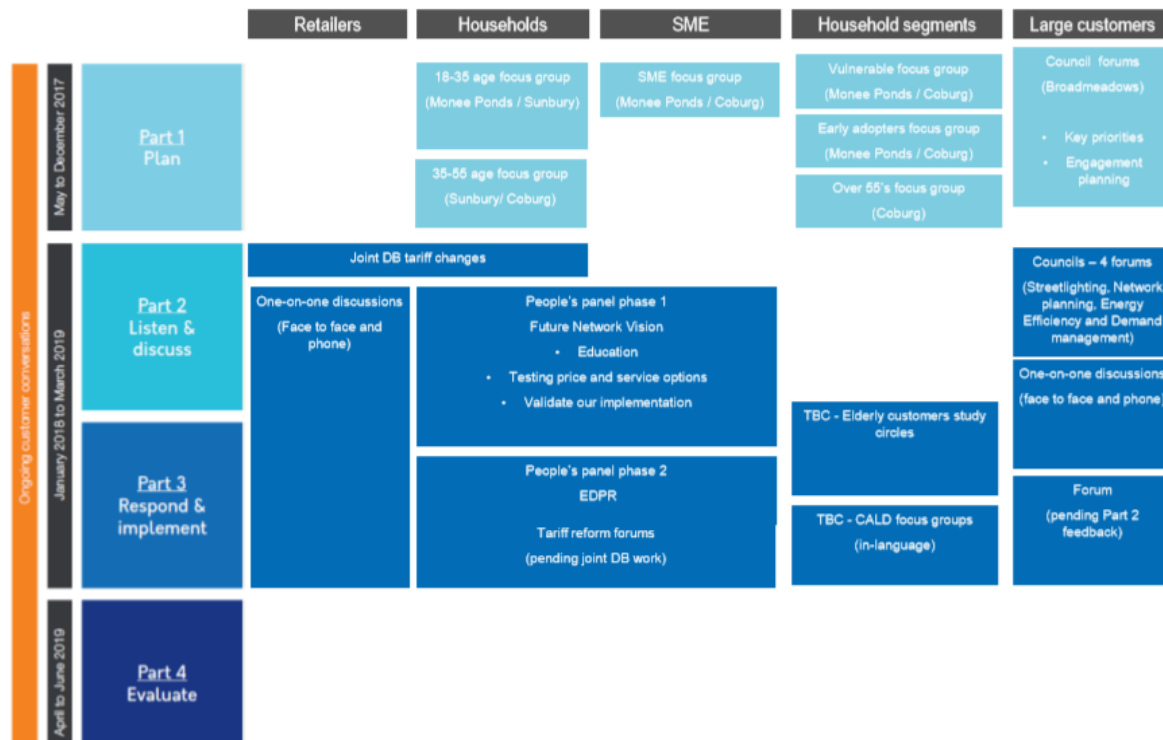 Retailers
Households
SME
Household segments
Large customers
Ongoing customer conversations
May to December 2017
Part 1
Plan
18-35 age focus group
(Monee Ponds / Sunbury)
35-55 age focus group
(Sunbury/ Coburg)
SME focus group
(Monee Ponds / Coburg)
Vulnerable focus group
(Monee Ponds / Coburg)
Early adopters focus group
(Monee Ponds / Coburg)
Over 55's focus group
(Coburg)
Council forums
(Broadmeadows)
• Key priorities
• Engagement
planning
January 2018 to March 2019
Part 2
Listen &
discuss
Joint DB tariff changes
One-on-one discussions
(Face to face and
phone)
People's panel phase 1
Future Network Vision
• Education
• Testing price and service options
• Validate our implementation
Councils – 4 forums
(Streetlighting, Network
planning, Energy
Efficiency and Demand
management)
One-on-one discussions
(face to face and phone)
Part 3
Respond &
implement
People's panel phase 2
EDPR
Tariff reform forums
(pending joint DB work)
TBC - Elderly customers study
circles
TBC - CALD focus groups
(in-language)
Forum
(pending Part 2
feedback)
April to June 2019
Part 4
Evaluate